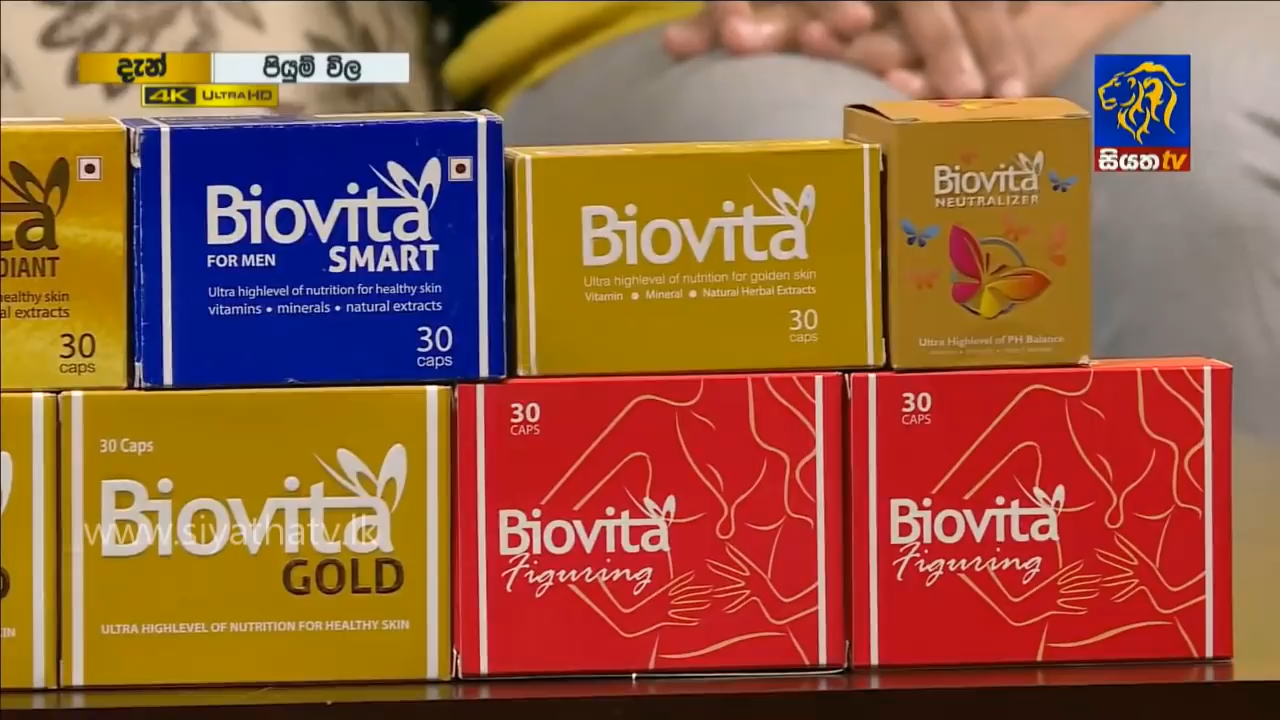 දැන් පියුම් විල
4K ULTRA HD
සියත tv
Biovita
FOR MEN SMART
Ultra highlevel of nutrition for healthy skin
vitamins • minerals • natural extracts
30
caps
Biovita
Ultra highlevel of nutrition for golden skin
Vitamin • Mineral • Natural Herbal Extracts
30
caps
Biovita
NEUTRALIZER
Ultra Highlevel of PH Balance
healthy skin
extracts
30
caps
30 Caps
Biovita
GOLD
ULTRA HIGHLEVEL OF NUTRITION FOR HEALTHY SKIN
www.siyathatv.lk
30
CAPS
Biovita
Figuring
30
CAPS
Biovita
Figuring